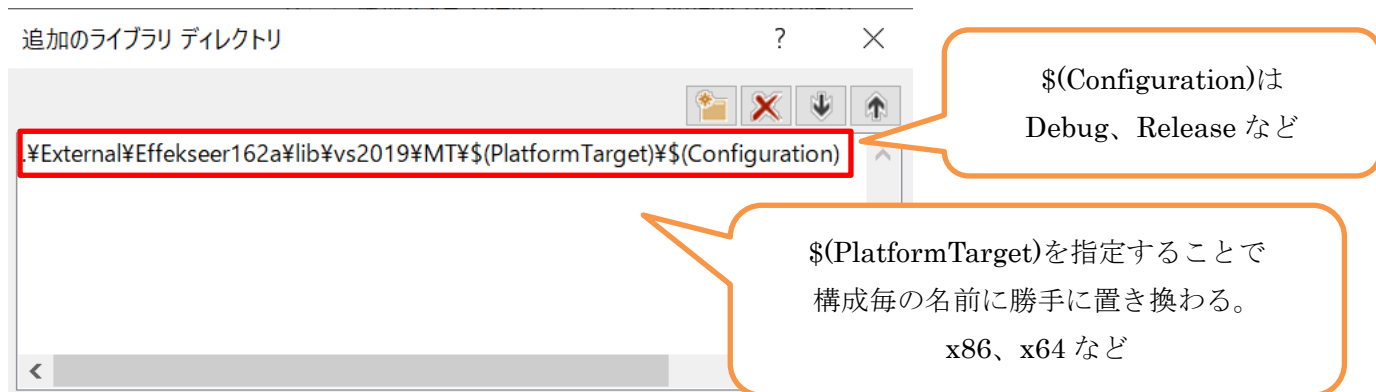 追加のライブラリ ディレクトリ
?
$(Configuration)は
Debug、Release など
.¥External¥Effekseer162a¥lib¥vs2019¥MT¥$(PlatformTarget)¥$(Configuration)
$(PlatformTarget)を指定することで
構成毎の名前に勝手に置き換わる。
x86、x64 など